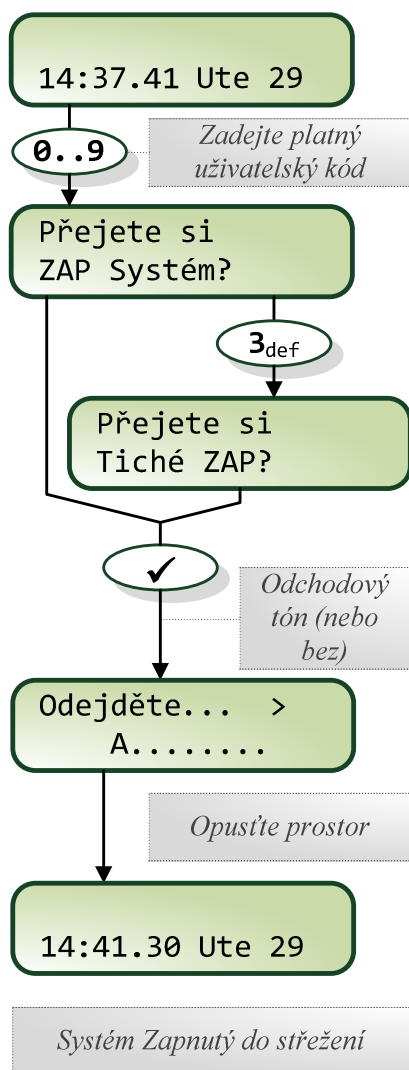 14:37.41 Ute 29
0..9
Zadejte platný
uživatelský kód
Přejete si
ZAP Systém?
3def
Přejete si
Tiché ZAP?
✓
Odchodový
tón (nebo
bez)
Odejděte... >
A........
Opusťte prostor
14:41.30 Ute 29
Systém Zapnutý do střežení